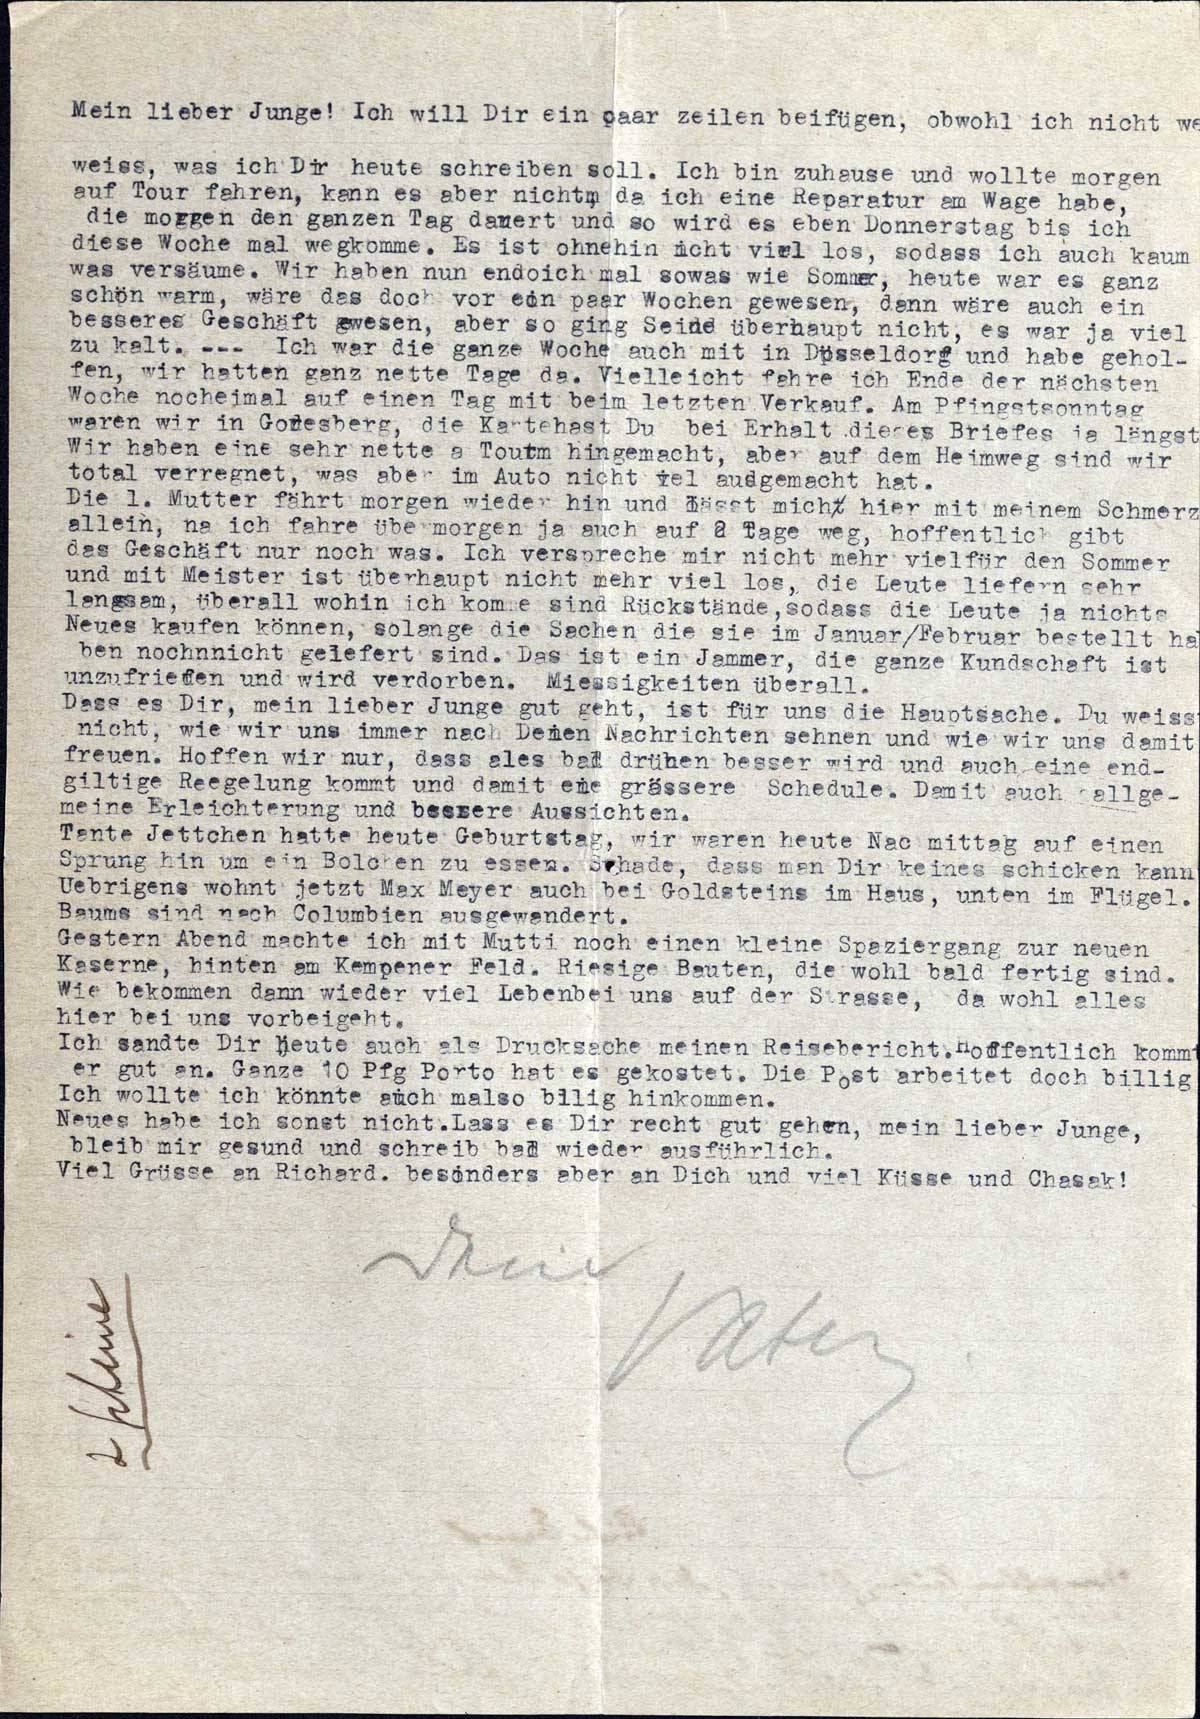 Mein lieber Junge! Ich will Dir ein paar zeilen beifügen, obwohl ich nicht we
weiss, was ich Dir heute schreiben soll. Ich bin zuhause und wollte morgen
auf Tour fahren, kann es aber nichtm da ich eine Reparatur am Wage habe,
die morgen den ganzen Tag dauert und so wird es eben Donnerstag bis ich
diese Woche mal wegkomme. Es ist ohnehin nicht viel los, sodass ich auch kaum
was versäume. Wir haben nun endoich mal sowas wie Sommer, heute war es ganz
schön warm, wäre das doch vor ein paar Wochen gewesen, dann wäre auch ein
besseres Geschäft gwesen, aber so ging Seide überhaupt nicht, es war ja viel
zu kalt. --- Ich war die ganze Woche auch mit in Düsseldorf und habe gehol-
fen, wir hatten ganz nette Tage da. Vielleicht fahre ich Ende der nächsten
Woche nocheimal auf einen Tag mit beim letzten Verkauf. Am Pfingstsonntag
waren wir in Godesberg, die Kartehast Du bei Erhalt dieses Briefes ja längst
Wir haben eine sehr nette a Toutm hingemacht, aber auf dem Heimweg sind wir
total verregnet, was aber im Auto nicht viel ausgemacht hat.
Die l. Mutter fährt morgen wieder hin und lässt micht hier mit meinem Schmerz
allein, na ich fahre übermorgen ja auch auf 2 Tage weg, hoffentlich gibt
das Geschäft nur noch was. Ich verspreche mir nicht mehr vielfür den Sommer
und mit Meister ist überhaupt nicht mehr viel los, die Leute liefern sehr
langsam, überall wohin ich komme sind Rückstände,sodass die Leute ja nichts
Neues kaufen können, solange die Sachen die sie im Januar/Februar bestellt ha
ben nochnnicht geliefert sind. Das ist ein Jammer, die ganze Kundschaft ist
unzufrieden und wird verdorben. Miessigkeiten überall.
Dass es Dir, mein lieber Junge gut geht, ist für uns die Hauptsache. Du weisst
nicht, wie wir uns immer nach Deinen Nachrichten sehnen und wie wir uns damit
freuen. Hoffen wir nur, dass ales bad drüben besser wird und auch eine end-
giltige Reegelung kommt und damit eine grässere Schedule. Damit auch allge-
meine Erleichterung und bessere Aussichten.
Tante Jettchen hatte heute Geburtstag, wir waren heute Nac mittag auf einen
Sprung hin um ein Bolchen zu essen. Schade, dass man Dir keines schicken kann
Uebrigens wohnt jetzt Max Meyer auch bei Goldsteins im Haus, unten im Flügel.
Baums sind nach Columbien ausgewandert.
Gestern Abend machte ich mit Mutti noch einen kleine Spaziergang zur neuen
Kaserne, hinten am Kempener Feld. Riesige Bauten, die wohl bald fertig sind.
Wie bekommen dann wieder viel Lebenbei uns auf der Strasse, da wohl alles
hier bei uns vorbeigeht.
Ich sandte Dir heute auch als Drucksache meinen Reisebericht.Hoffentlich kommt
er gut an. Ganze 10 Pfg Porto hat es gekostet. Die Post arbeitet doch billig
Ich wollte ich könnte auch malso bllig hinkommen.
Neues habe ich sonst nicht.Lass es Dir recht gut gehen, mein lieber Junge,
bleib mir gesund und schreib bad wieder ausführlich.
Viel Grüsse an Richard. besonders aber an Dich und viel Küsse und Chasak!
Dein
Vater
2 Scheine